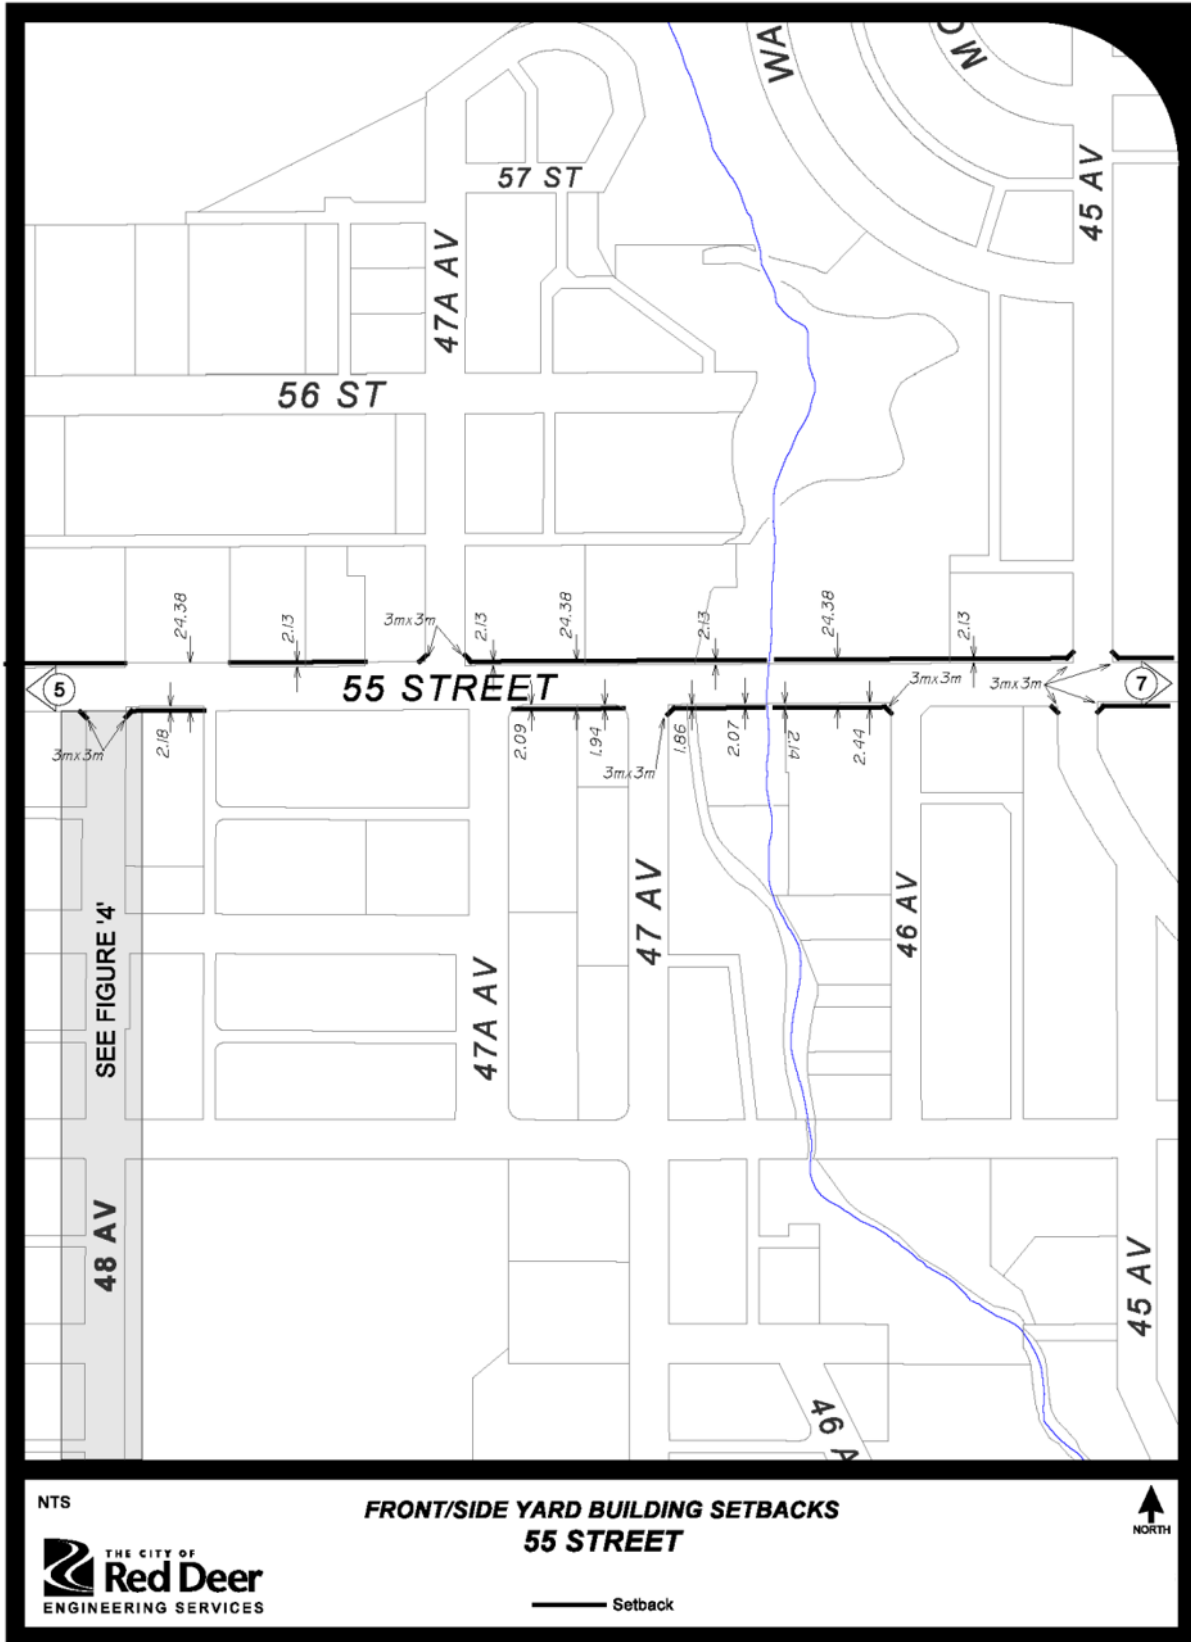 WA
MO
45 AV
57 ST
47A AV
56 ST
24.38
2.13
3mx3m
2.13
24.38
2.13
24.38
2.13
5
55 STREET
3mx3m
3mx3m
7
3mx3m
2.18
2.09
1.94
3mx3m
1.86
2.07
2.14
2.44
47 AV
46 AV
SEE FIGURE '4'
47A AV
48 AV
45 AV
46 A
NTS
FRONT/SIDE YARD BUILDING SETBACKS
55 STREET
NORTH
THE CITY OF
Red Deer
ENGINEERING SERVICES
Setback